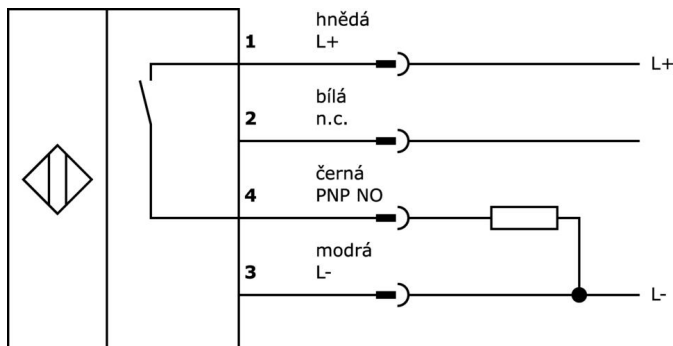 hnědá
1 L+
L+
bílá
2 n.c.
černá
4 PNP NO
modrá
3 L-
L-